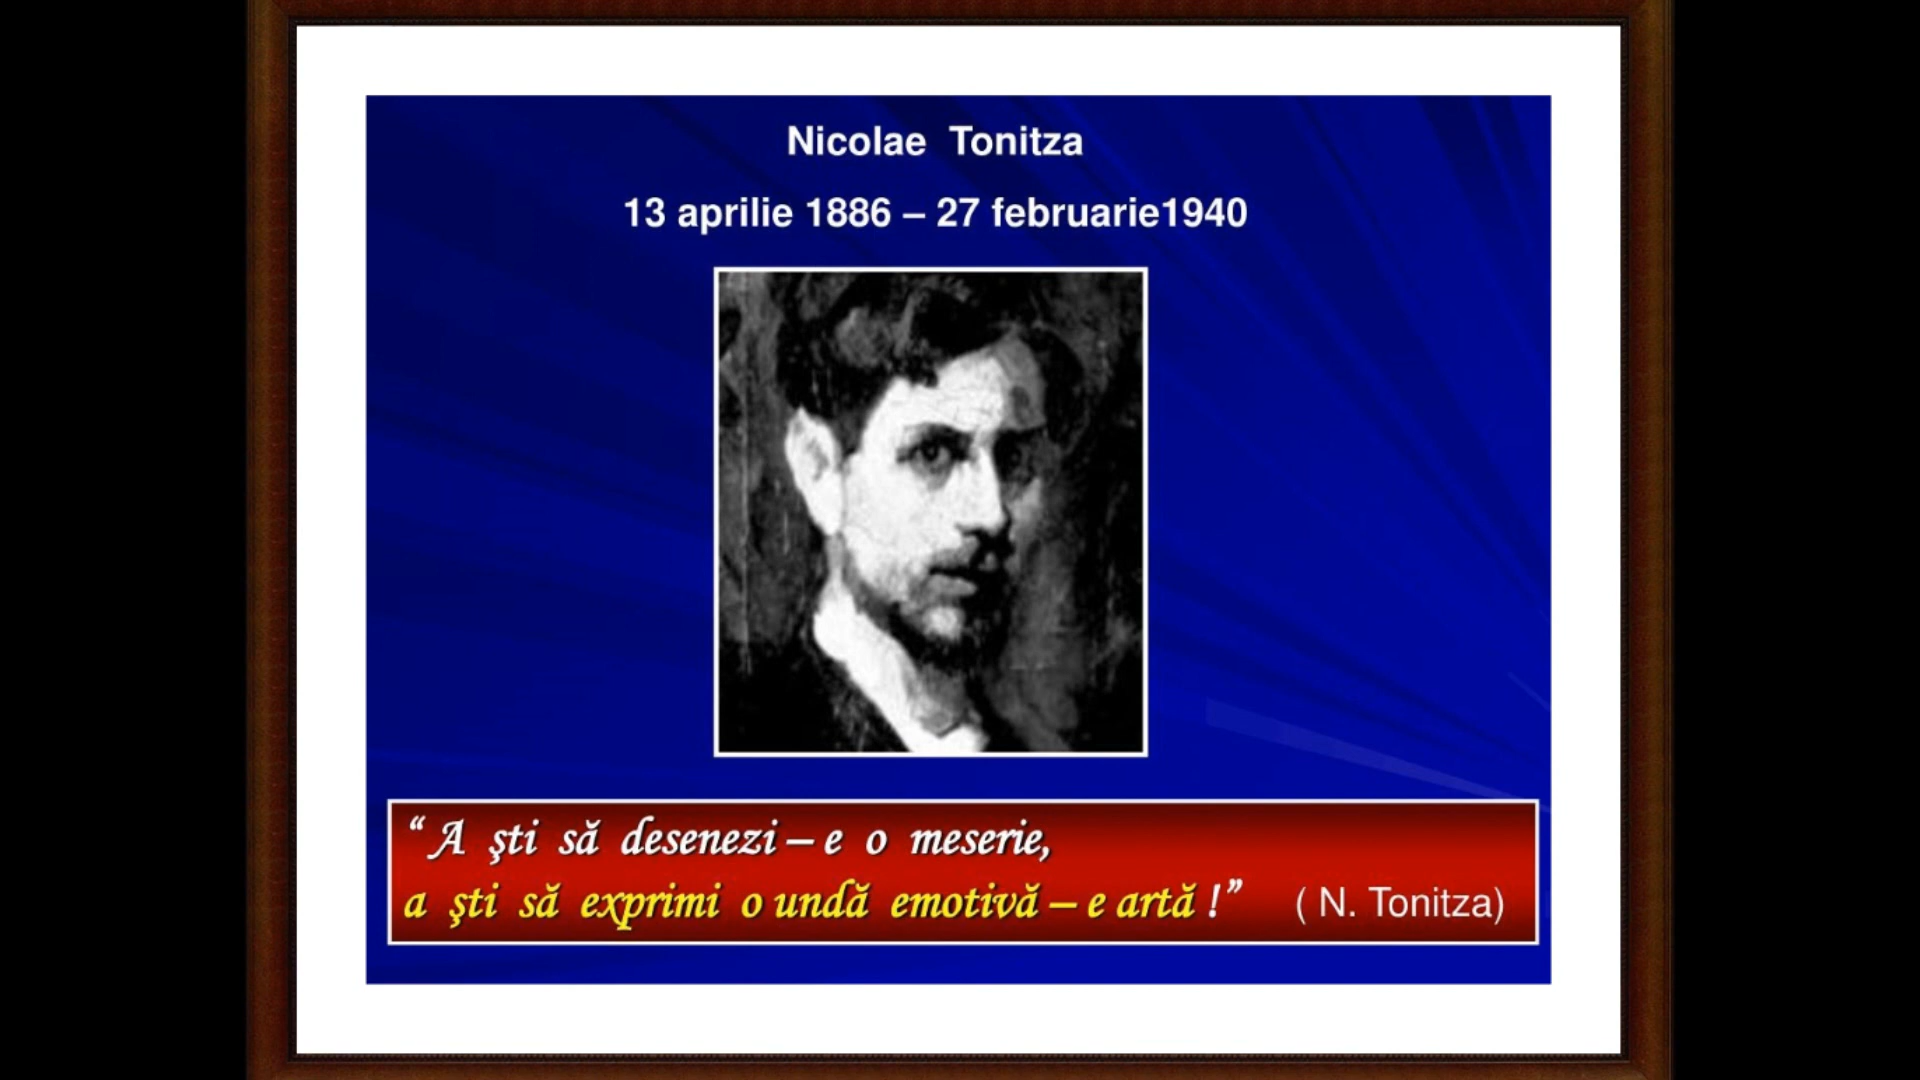 Nicolae Tonitza
13 aprilie 1886 – 27 februarie1940
“ A şti să desenezi – e o meserie,
a şti să exprimi o undă emotivă – e artă !” ( N. Tonitza)